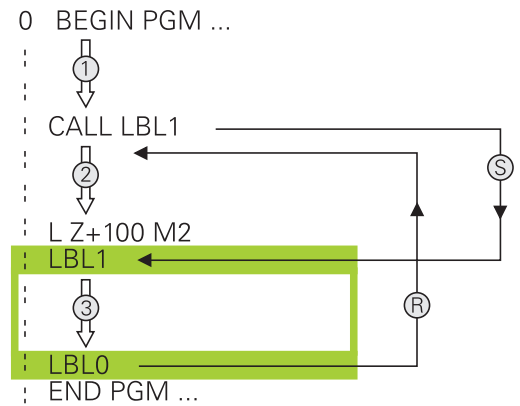 0 BEGIN PGM ...
1
CALL LBL1
S
2
L Z+100 M2
LBL1
3
R
LBL0
END PGM ...